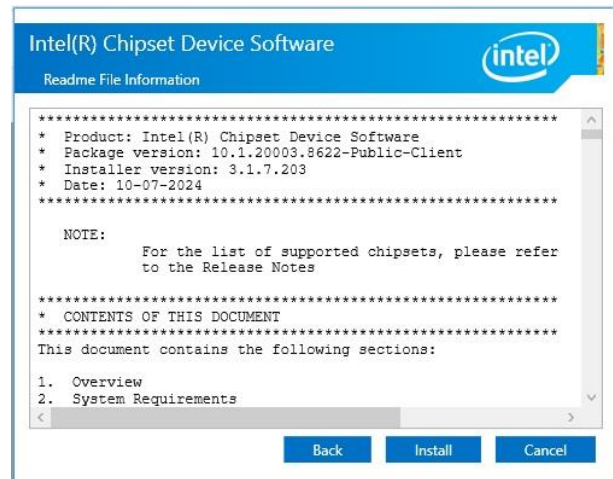 Intel(R) Chipset Device Software
intel
Readme File Information
************************************************************
*  Product: Intel(R) Chipset Device Software
*  Package version: 10.1.20003.8622-Public-Client
*  Installer version: 3.1.7.203
*  Date: 10-07-2024
************************************************************
NOTE:
For the list of supported chipsets, please refer
to the Release Notes
************************************************************
*  CONTENTS OF THIS DOCUMENT
************************************************************
This document contains the following sections:
1.  Overview
2.  System Requirements
Back Install Cancel